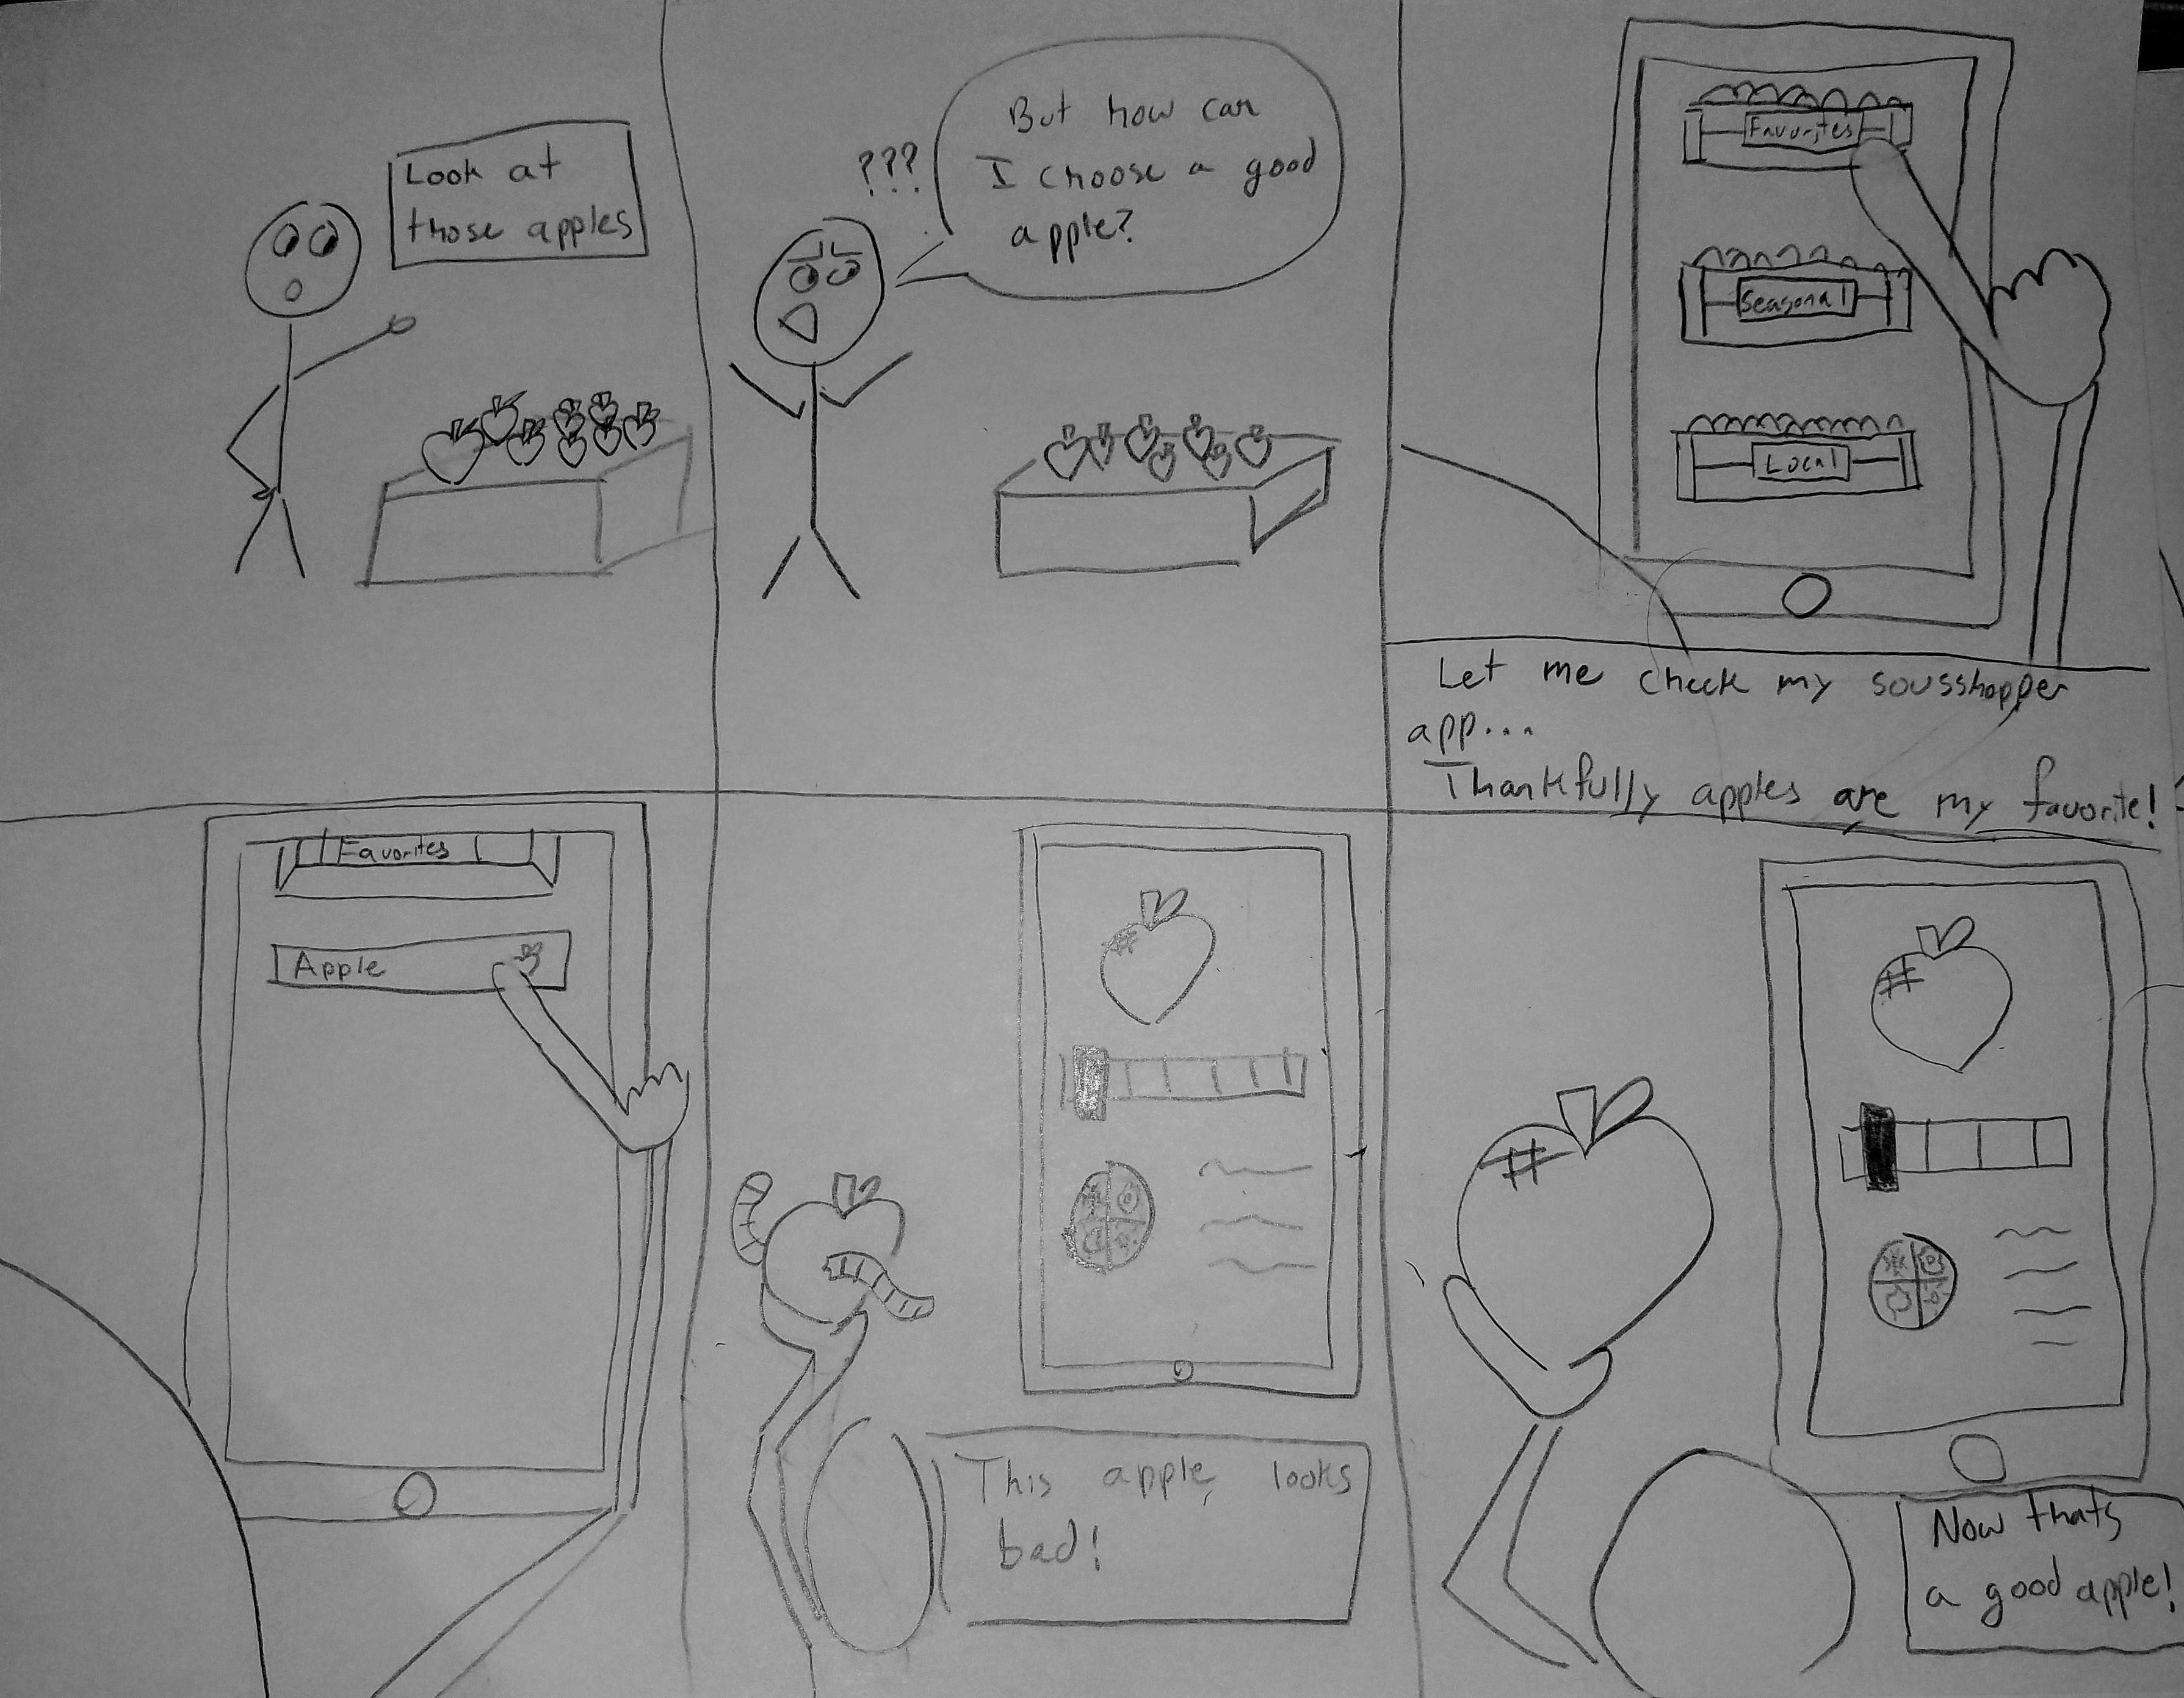 Look at
those apples
???
But how can
I choose a good
apple?
Favorites
Seasonal
Local
Let me check my sousshopper
app...
Thankfully apples are my favorite!
Favorites
Apple
This apple looks
bad!
Now thats
a good apple!